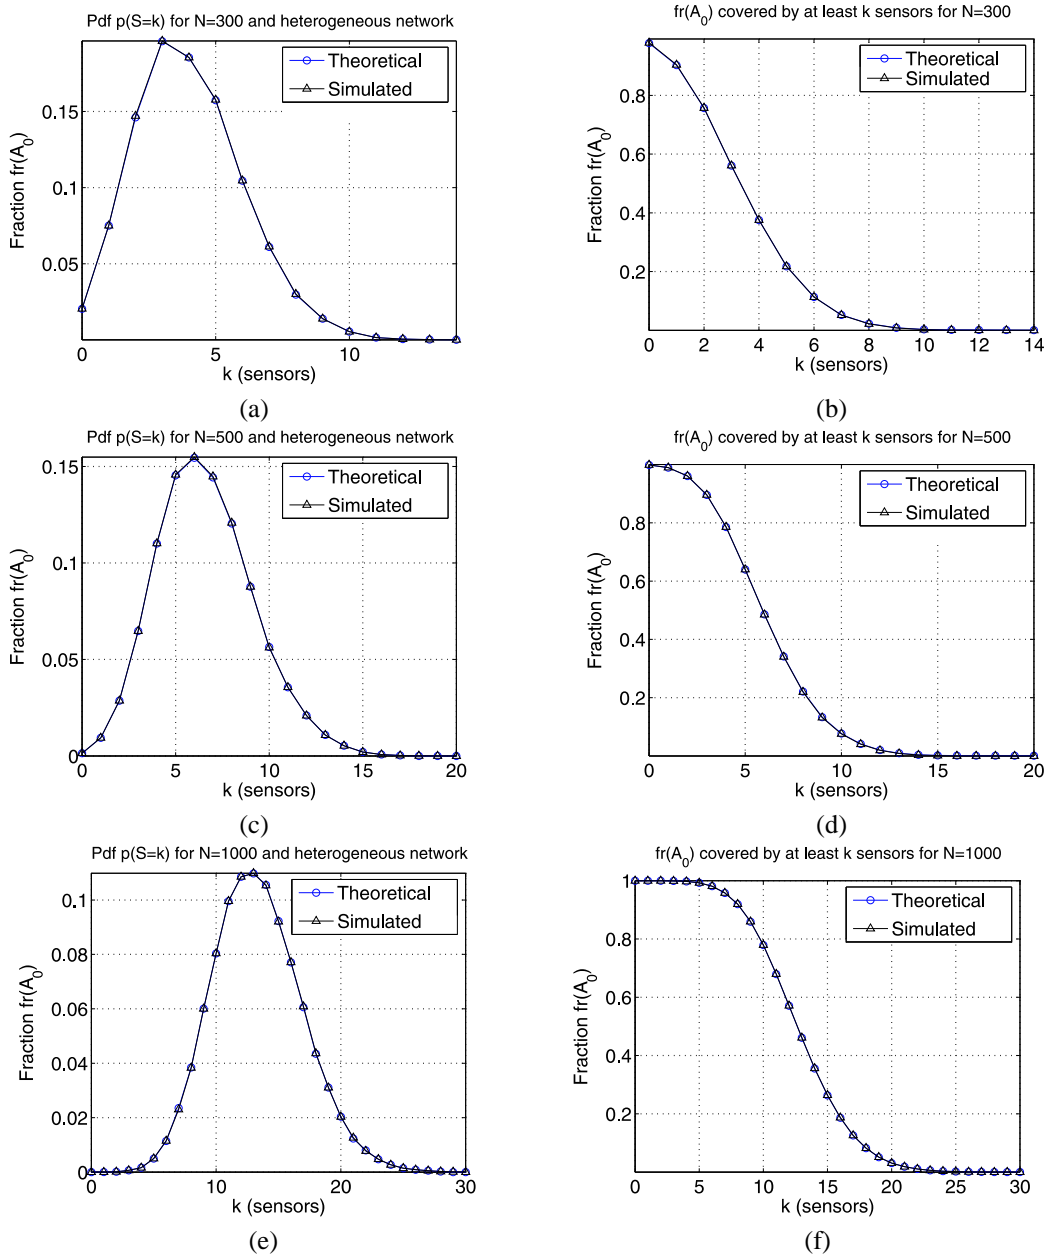 Pdf p(S=k) for N=300 and heterogeneous network
Fraction fr(A0)
0.15
0.1
0.05
0 5 10
k (sensors)
Theoretical
Simulated
(a)
fr(A0) covered by at least k sensors for N=300
Fraction fr(A0)
0.8
0.6
0.4
0.2
0 2 4 6 8 10 12 14
k (sensors)
Theoretical
Simulated
(b)
Pdf p(S=k) for N=500 and heterogeneous network
Fraction fr(A0)
0.15
0.1
0.05
0
0 5 10 15 20
k (sensors)
Theoretical
Simulated
(c)
fr(A0) covered by at least k sensors for N=500
Fraction fr(A0)
0.8
0.6
0.4
0.2
0 5 10 15 20
k (sensors)
Theoretical
Simulated
(d)
Pdf p(S=k) for N=1000 and heterogeneous network
Fraction fr(A0)
0.1
0.08
0.06
0.04
0.02
0
0 10 20 30
k (sensors)
Theoretical
Simulated
(e)
fr(A0) covered by at least k sensors for N=1000
Fraction fr(A0)
1
0.8
0.6
0.4
0.2
0 5 10 15 20 25 30
k (sensors)
Theoretical
Simulated
(f)